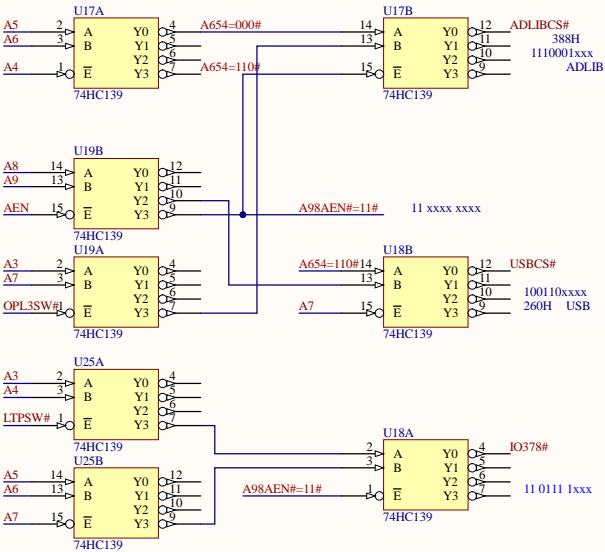 U17A
A5 2 A Y0 4 A654=000#
A6 3 B Y1 5
Y2 6
A4 1 E Y3 7 A654=110#
74HC139
U17B
14 A Y0 12 ADLIBCS#
13 B Y1 11 388H
Y2 10 1110001xxx
15 E Y3 9 ADLIB
74HC139
U19B
A8 14 A Y0 12
A9 13 B Y1 11
Y2 10
AEN 15 E Y3 9 A98AEN#=11# 11 xxxx xxxx
74HC139
U19A
A3 2 A Y0 4
A7 3 B Y1 5
Y2 6
OPL3SW# 1 E Y3 7
74HC139
U18B
A654=110# 14 A Y0 12 USBCS#
13 B Y1 11
Y2 10 100110xxxx
A7 15 E Y3 9 260H USB
74HC139
U25A
A3 2 A Y0 4
A4 3 B Y1 5
Y2 6
LTPSW# 1 E Y3 7
74HC139
U25B
A5 14 A Y0 12
A6 13 B Y1 11
Y2 10
A7 15 E Y3 9
74HC139
U18A
2 A Y0 4 IO378#
3 B Y1 5
Y2 6
A98AEN#=11# 1 E Y3 7 11 0111 1xxx
74HC139